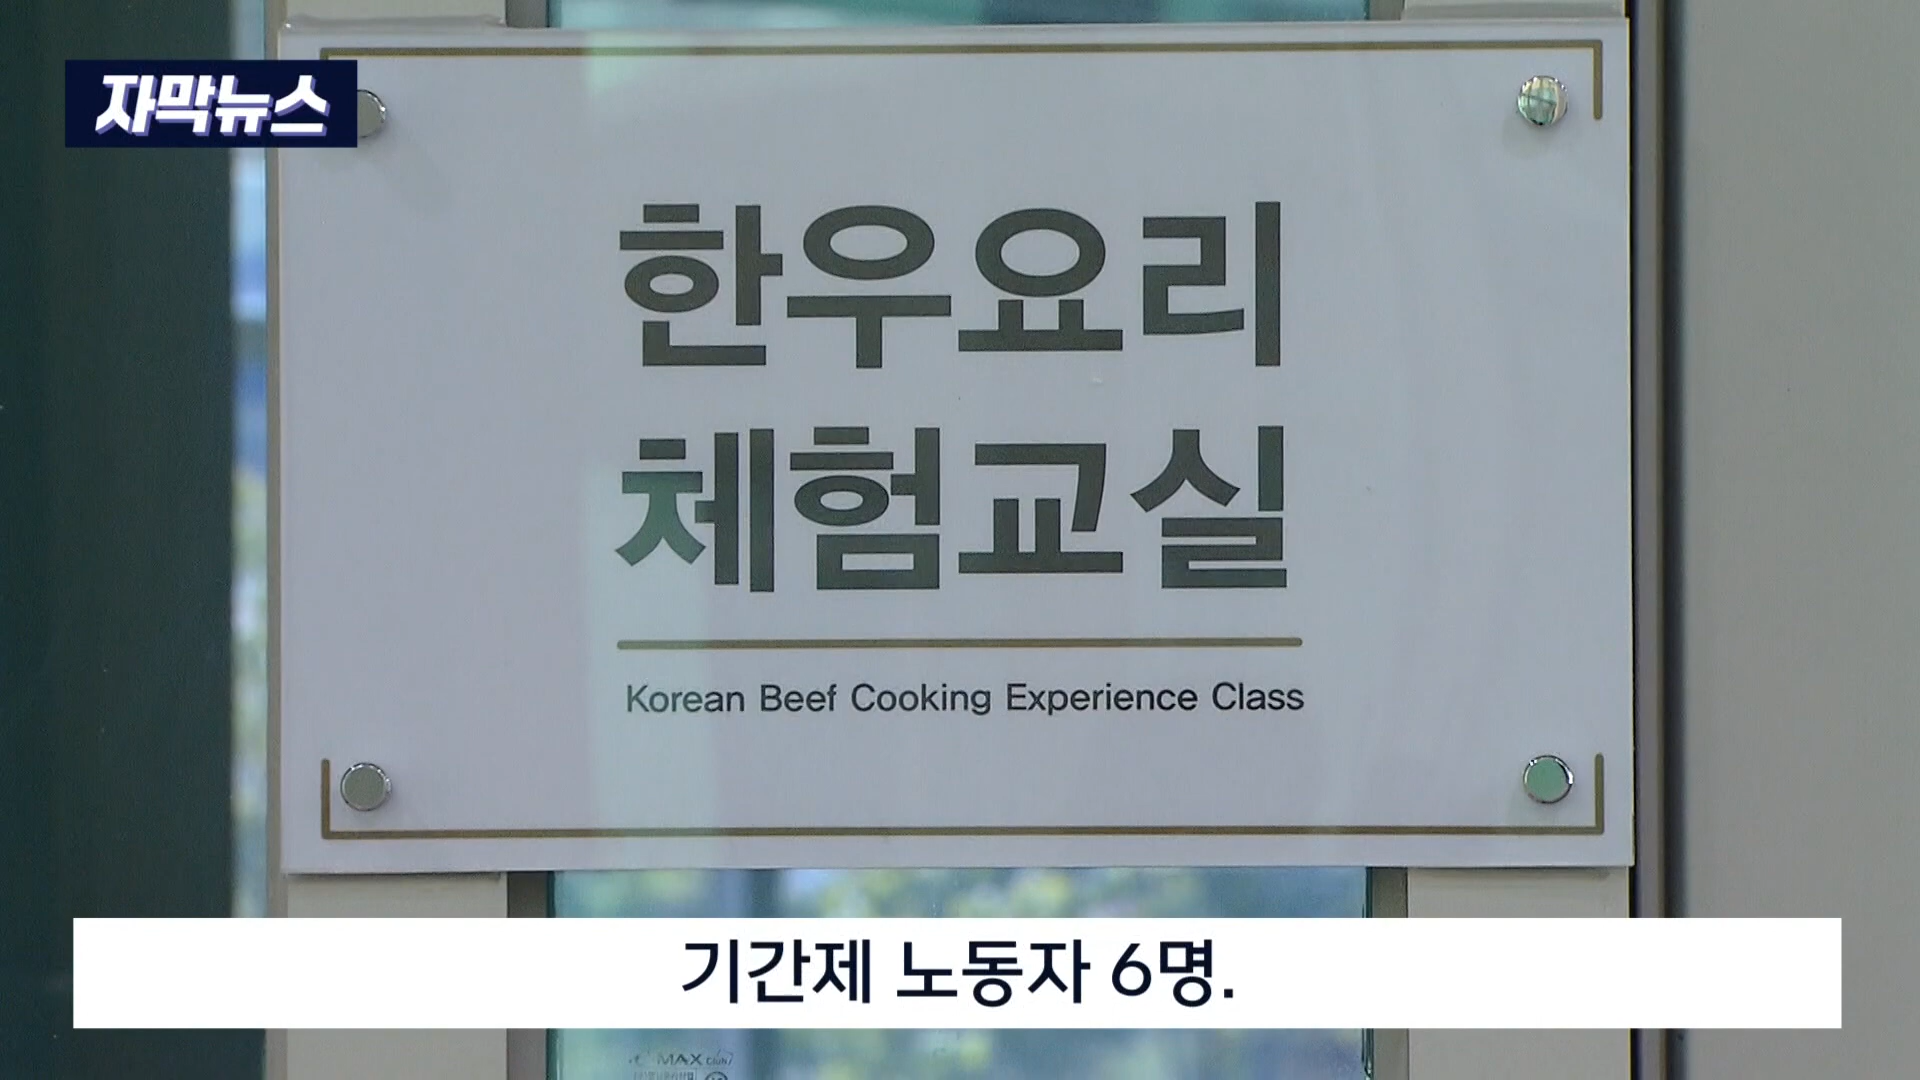 자막뉴스
한우요리
체험교실
Korean Beef Cooking Experience Class
기간제 노동자 6명.
MAX